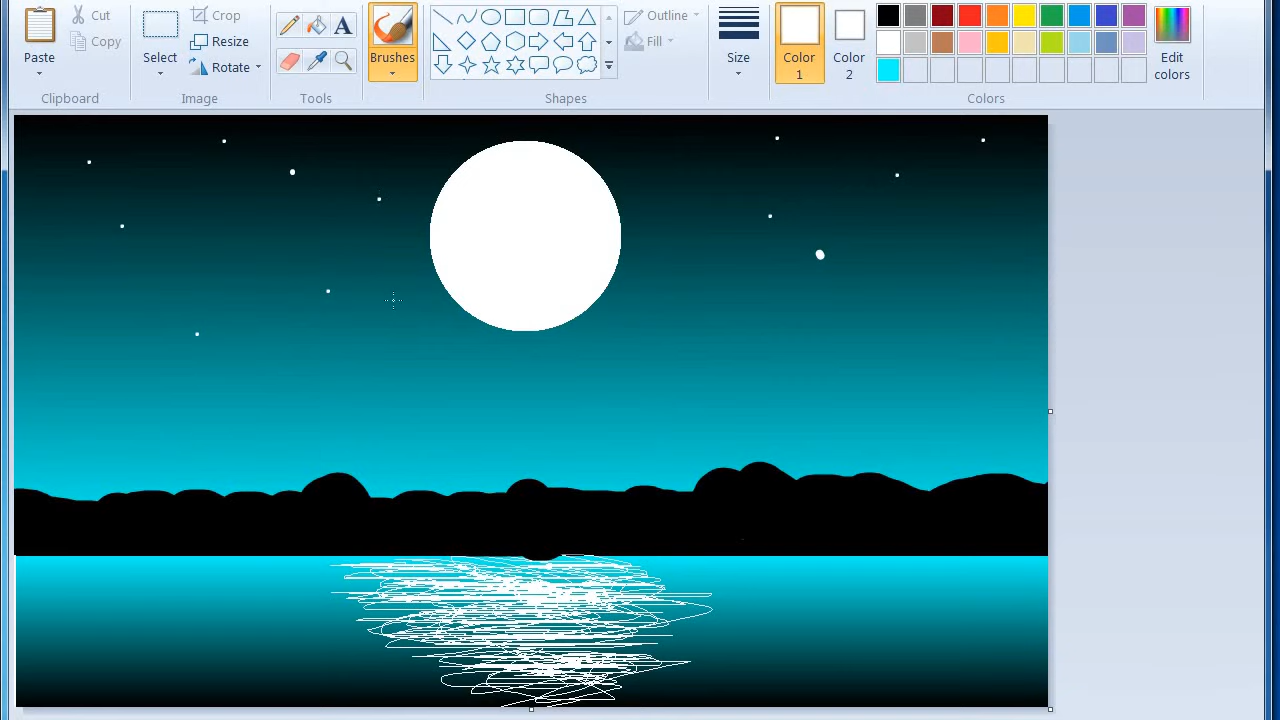 Cut
Copy
Paste
Clipboard
Crop
Resize
Rotate
Select
Image
A
Tools
Brushes
Outline
Fill
Shapes
Size
Color
1
Color
2
Edit
colors
Colors